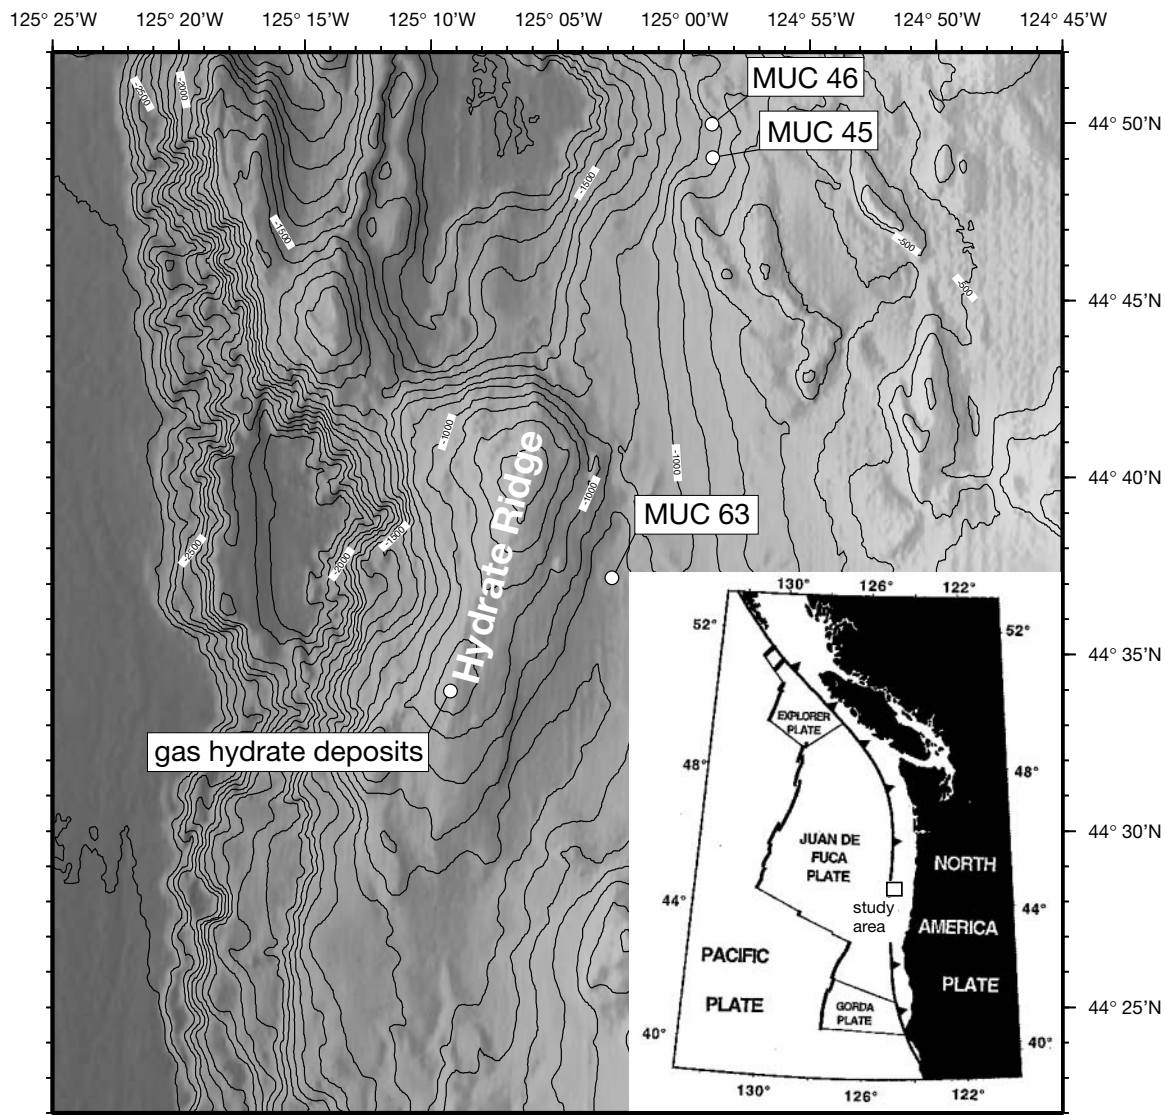 125° 25'W 125° 20'W 125° 15'W 125° 10'W 125° 05'W 125° 00'W 124° 55'W 124° 50'W 124° 45'W
MUC 46
MUC 45
44° 50'N
44° 45'N
44° 40'N
44° 35'N
44° 30'N
44° 25'N
-2500
-2000
-1500
-1500
-500
-500
-1000
-1000
-1000
-1500
-2000
-2500
Hydrate Ridge
MUC 63
gas hydrate deposits
130° 126° 122°
52° 52°
EXPLORER
PLATE
48° 48°
JUAN DE
FUCA
PLATE
NORTH
AMERICA
PLATE
study
area
44° 44°
PACIFIC
PLATE
GORDA
PLATE
40° 40°
130° 126° 122°